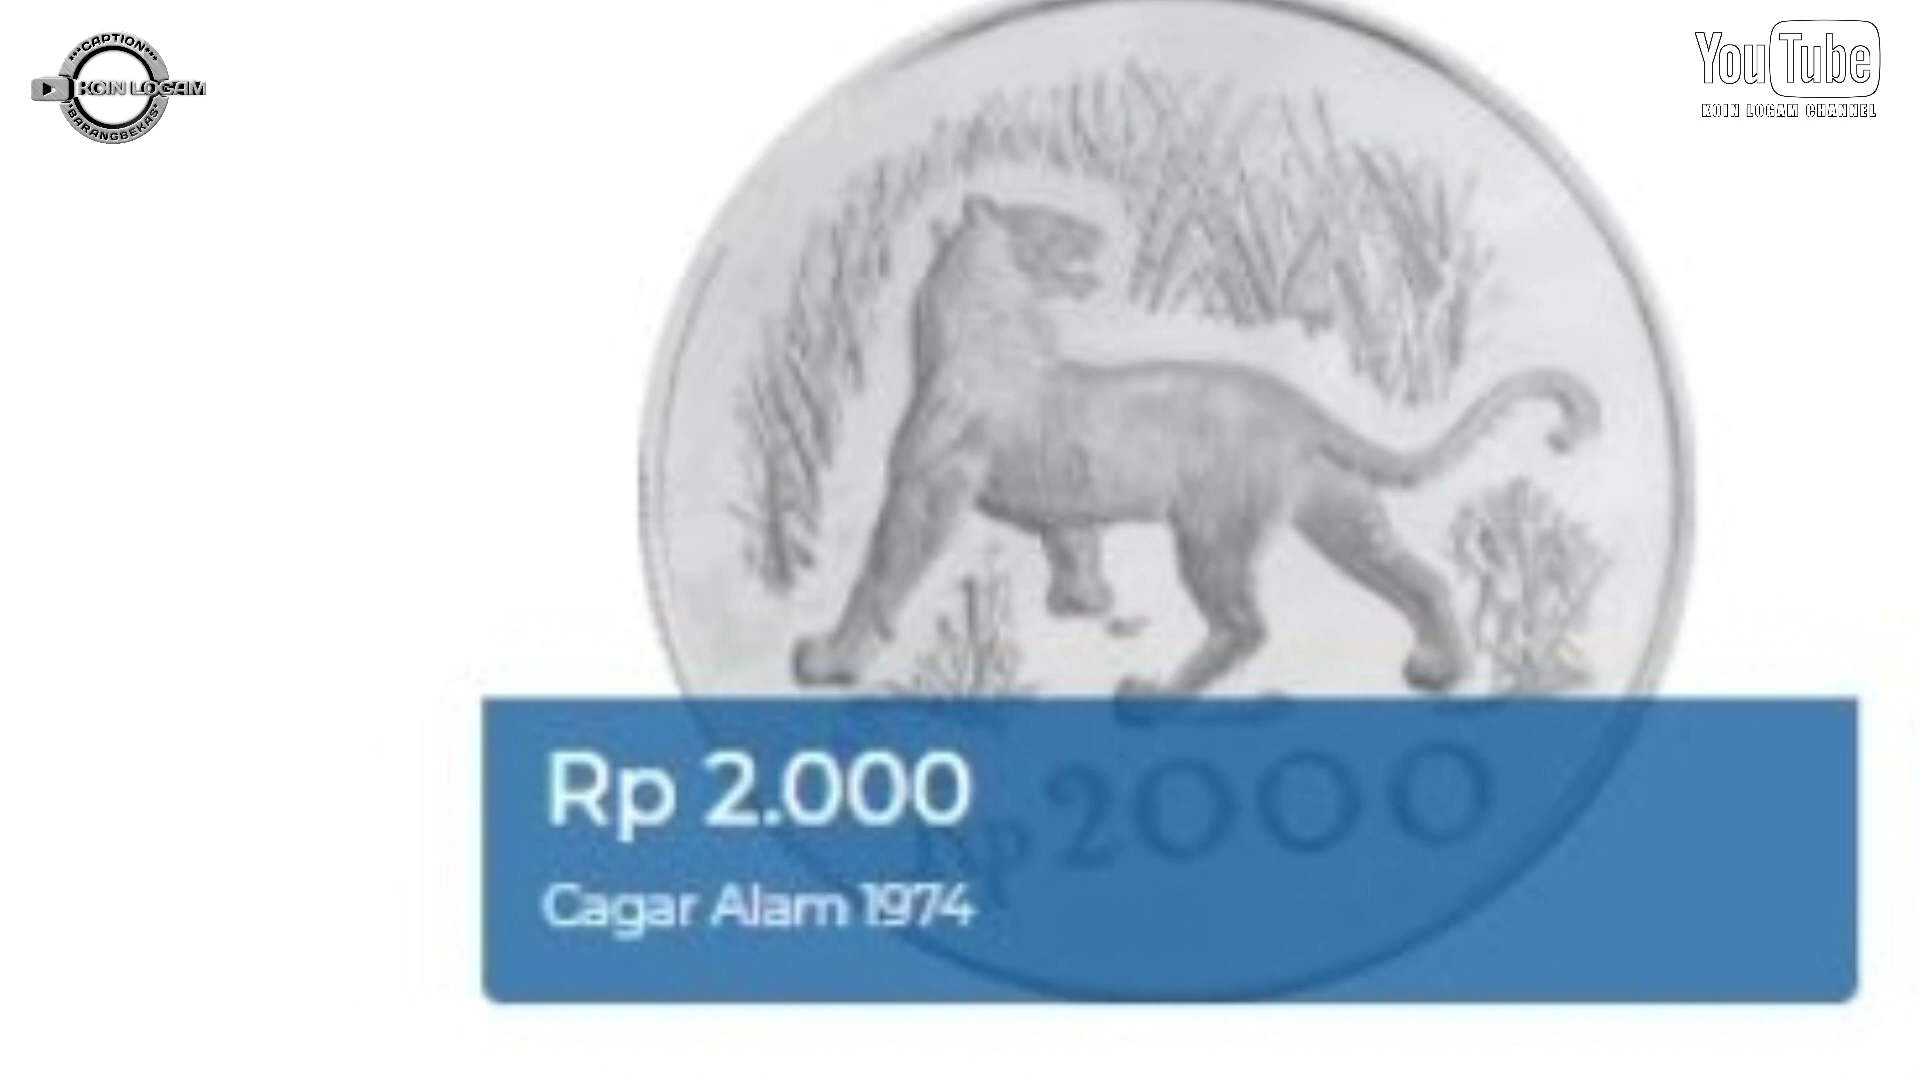 ***CAPTION***
KOIN LOGAM
*BARANGBEKAS*
YouTube
KOIN LOGAM CHANNEL
Rp 2.000
Rp 2000
Cagar Alam 1974